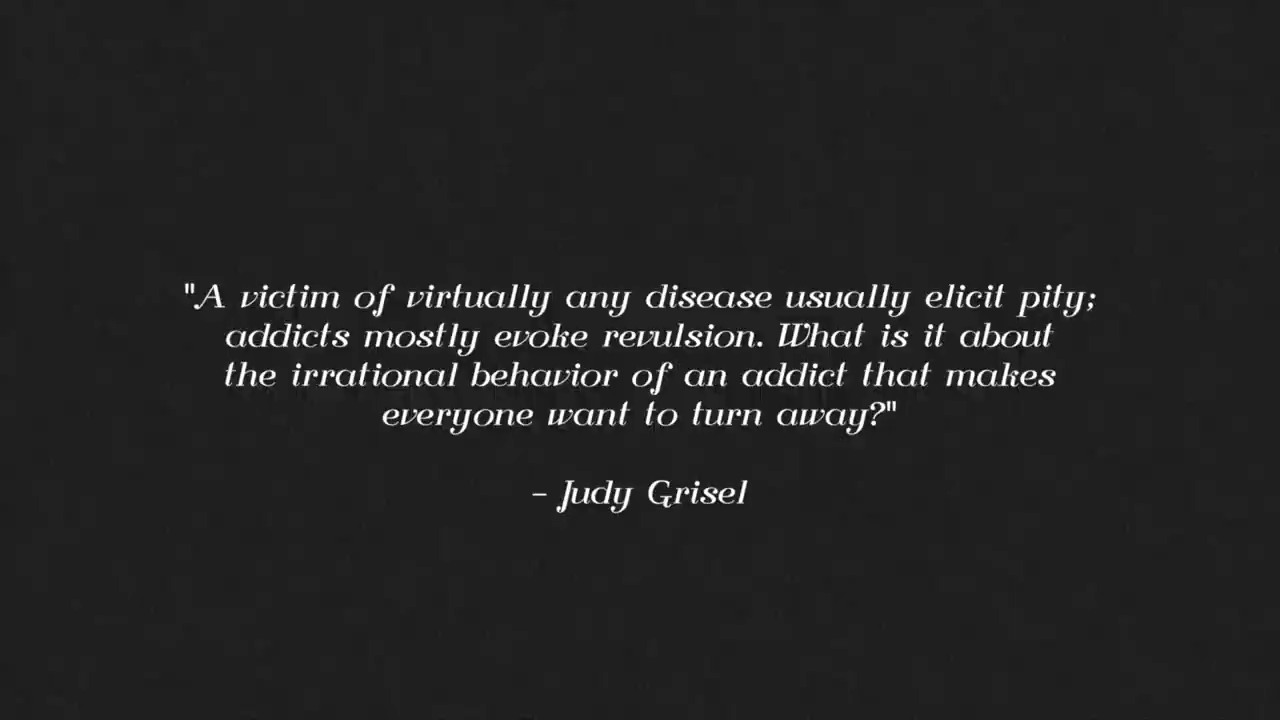 "A victim of virtually any disease usually elicit pity;
addicts mostly evoke revulsion. What is it about
the irrational behavior of an addict that makes
everyone want to turn away?"
- Judy Grisel